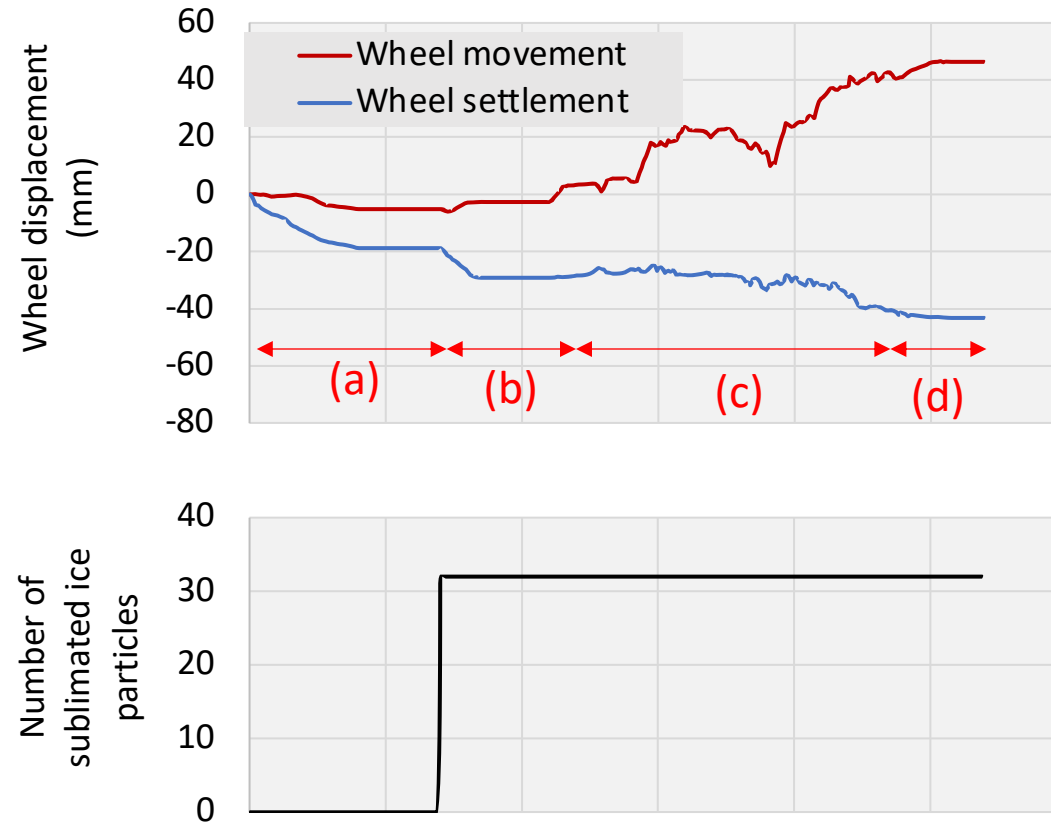 Wheel displacement
(mm)
60
40
20
0
-20
-40
-60
-80
Wheel movement
Wheel settlement
(a)
(b)
(c)
(d)
Number of
sublimated ice
particles
40
30
20
10
0